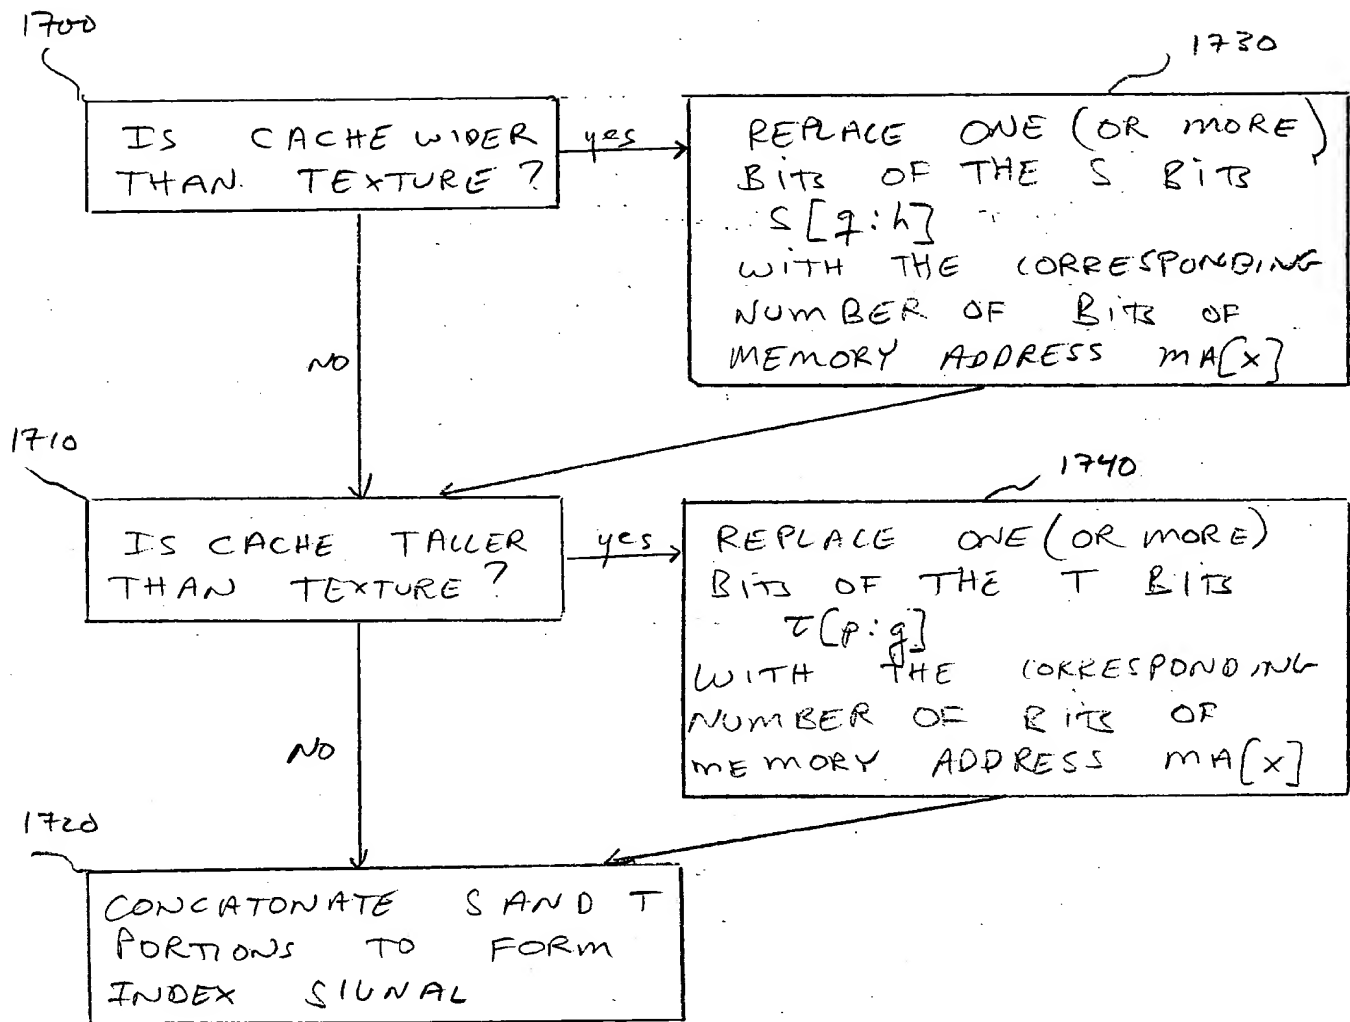 1700
IS CACHE WIDER
THAN TEXTURE?
yes
1730
REPLACE ONE (OR MORE)
BITS OF THE S BITS
S[q:h]
WITH THE CORRESPONDING
NUMBER OF BITS OF
MEMORY ADDRESS MA[x]
NO
1710
IS CACHE TALLER
THAN TEXTURE?
yes
1740
REPLACE ONE (OR MORE)
BITS OF THE T BITS
T[p:g]
WITH THE CORRESPONDING
NUMBER OF BITS OF
MEMORY ADDRESS MA[x]
NO
1720
CONCATONATE S AND T
PORTIONS TO FORM
INDEX SIGNAL